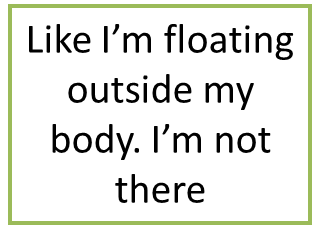 Like I’m floating
outside my
body. I’m not
there